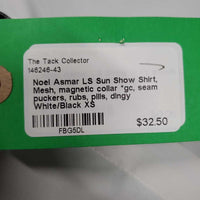 The Tack Collector
146246-43
Noel Asmar LS Sun Show Shirt,
Mesh, magnetic collar *gc, seam
puckers, rubs, pills, dingy
White/Black XS
$32.50
FBG5DL